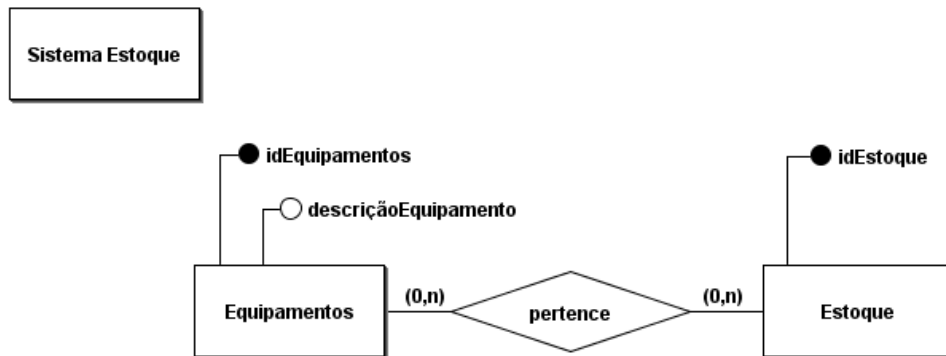 Sistema Estoque
idEquipamentos
idEstoque
descriçãoEquipamento
(0,n)
(0,n)
Equipamentos
pertence
Estoque